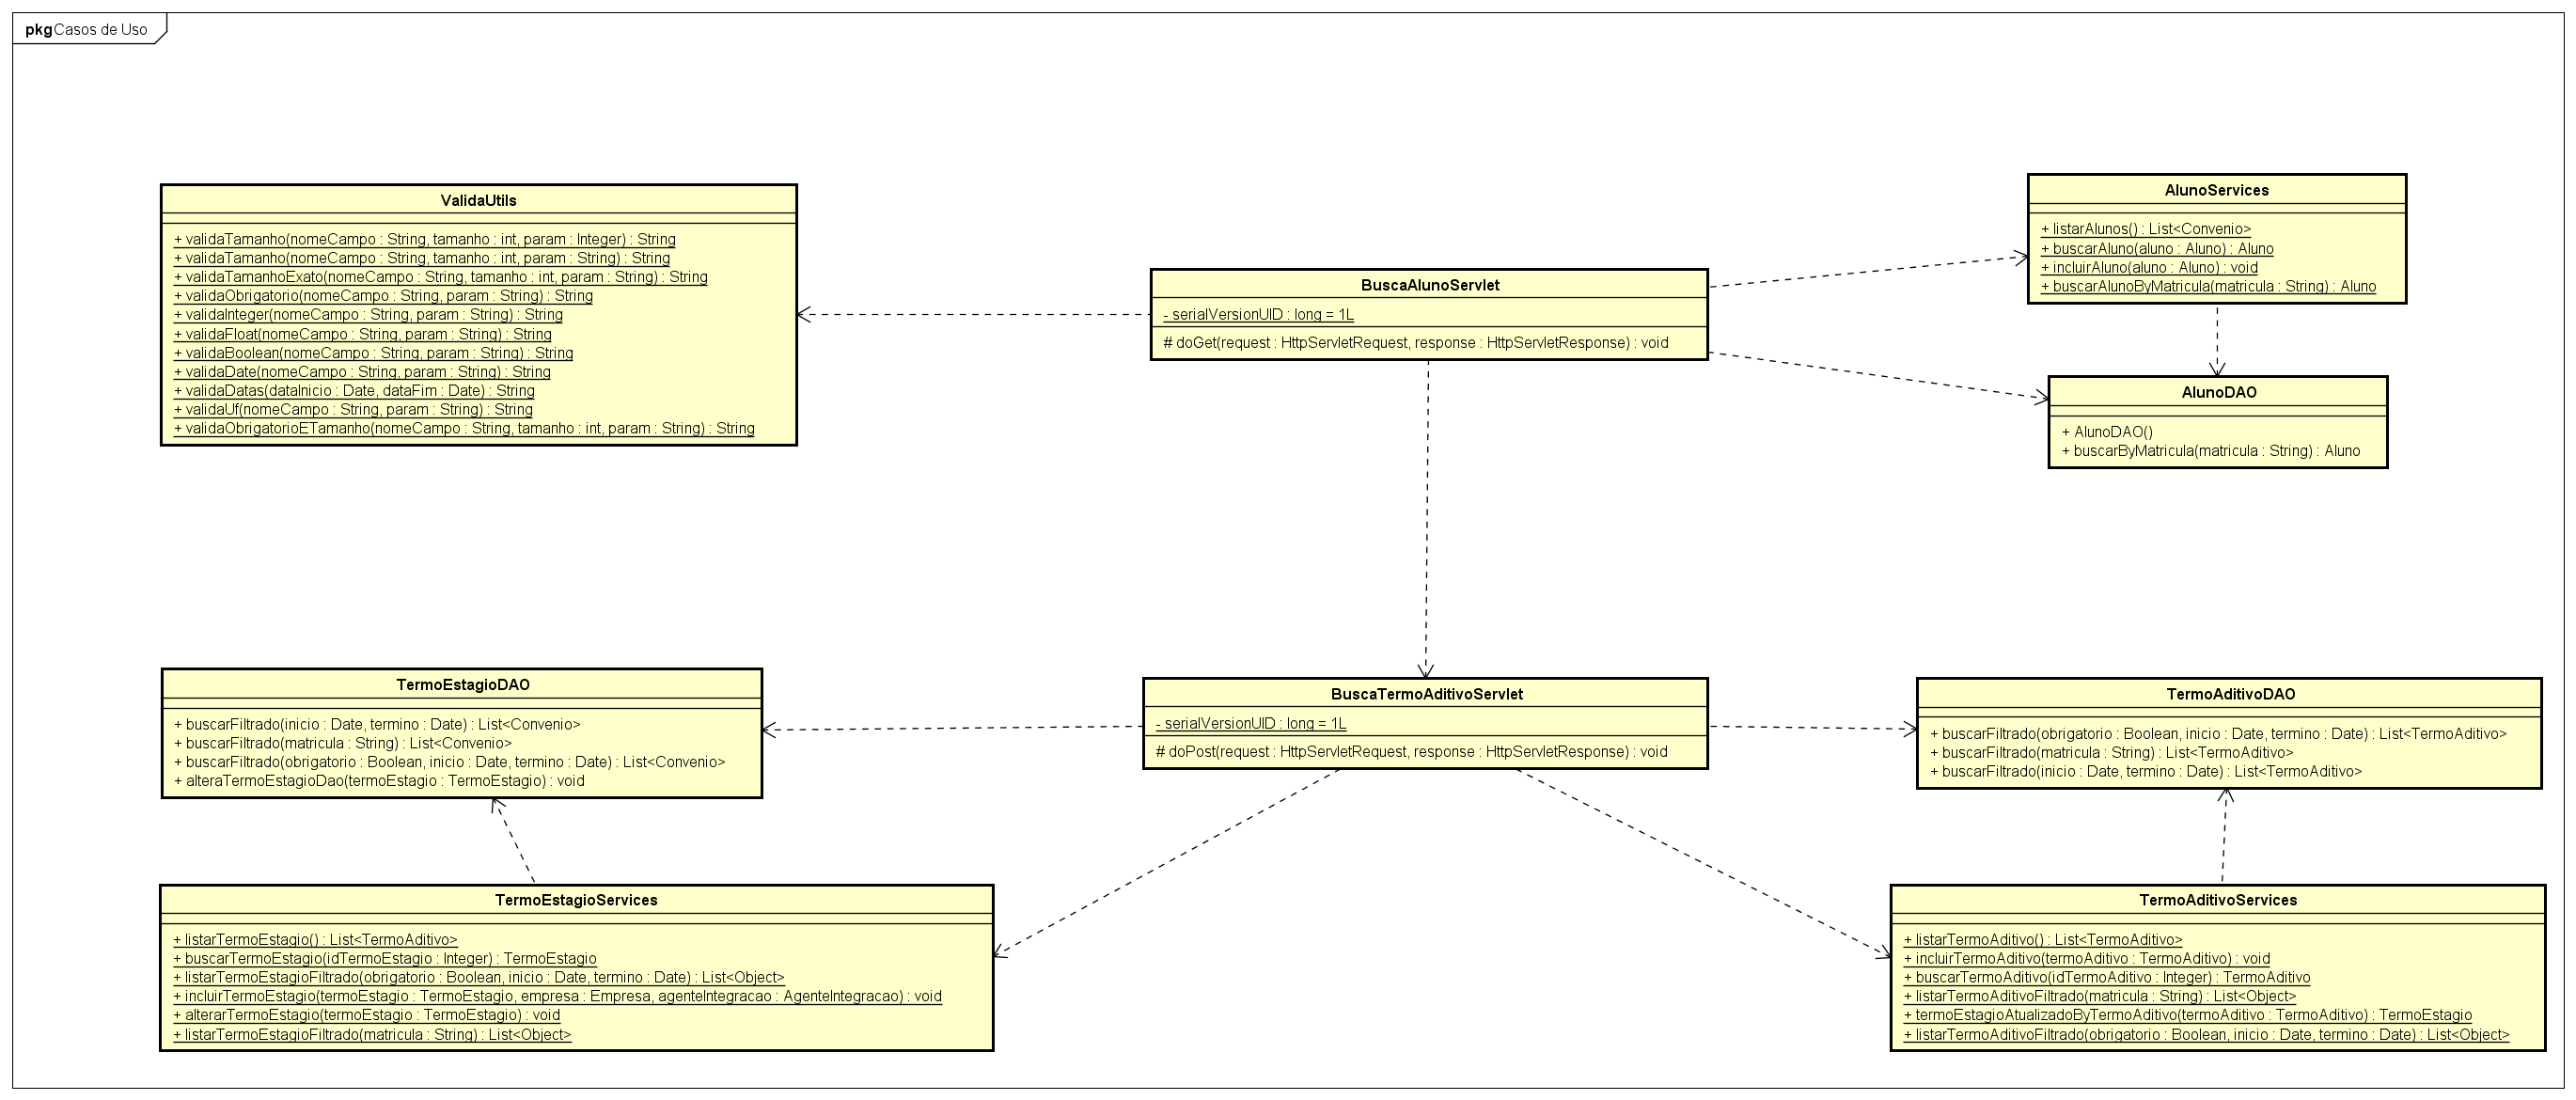 pkg Casos de Uso
ValidaUtils
+ validaTamanho(nomeCampo : String, tamanho : int, param : Integer) : String
+ validaTamanho(nomeCampo : String, tamanho : int, param : String) : String
+ validaTamanhoExato(nomeCampo : String, tamanho : int, param : String) : String
+ validaObrigatorio(nomeCampo : String, param : String) : String
+ validaInteger(nomeCampo : String, param : String) : String
+ validaFloat(nomeCampo : String, param : String) : String
+ validaBoolean(nomeCampo : String, param : String) : String
+ validaDate(nomeCampo : String, param : String) : String
+ validaDatas(dataInicio : Date, dataFim : Date) : String
+ validaUf(nomeCampo : String, param : String) : String
+ validaObrigatorioETamanho(nomeCampo : String, tamanho : int, param : String) : String
BuscaAlunoServlet
- serialVersionUID : long = 1L
# doGet(request : HttpServletRequest, response : HttpServletResponse) : void
AlunoServices
+ listarAlunos() : List<Convenio>
+ buscarAluno(aluno : Aluno) : Aluno
+ incluirAluno(aluno : Aluno) : void
+ buscarAlunoByMatricula(matricula : String) : Aluno
AlunoDAO
+ AlunoDAO()
+ buscarByMatricula(matricula : String) : Aluno
TermoEstagioDAO
+ buscarFiltrado(inicio : Date, termino : Date) : List<Convenio>
+ buscarFiltrado(matricula : String) : List<Convenio>
+ buscarFiltrado(obrigatorio : Boolean, inicio : Date, termino : Date) : List<Convenio>
+ alteraTermoEstagioDao(termoEstagio : TermoEstagio) : void
BuscaTermoAditivoServlet
- serialVersionUID : long = 1L
# doPost(request : HttpServletRequest, response : HttpServletResponse) : void
TermoAditivoDAO
+ buscarFiltrado(obrigatorio : Boolean, inicio : Date, termino : Date) : List<TermoAditivo>
+ buscarFiltrado(matricula : String) : List<TermoAditivo>
+ buscarFiltrado(inicio : Date, termino : Date) : List<TermoAditivo>
TermoEstagioServices
+ listarTermoEstagio() : List<TermoAditivo>
+ buscarTermoEstagio(idTermoEstagio : Integer) : TermoEstagio
+ listarTermoEstagioFiltrado(obrigatorio : Boolean, inicio : Date, termino : Date) : List<Object>
+ incluirTermoEstagio(termoEstagio : TermoEstagio, empresa : Empresa, agenteIntegracao : AgenteIntegracao) : void
+ alterarTermoEstagio(termoEstagio : TermoEstagio) : void
+ listarTermoEstagioFiltrado(matricula : String) : List<Object>
TermoAditivoServices
+ listarTermoAditivo() : List<TermoAditivo>
+ incluirTermoAditivo(termoAditivo : TermoAditivo) : void
+ buscarTermoAditivo(idTermoAditivo : Integer) : TermoAditivo
+ listarTermoAditivoFiltrado(matricula : String) : List<Object>
+ termoEstagioAtualizadoByTermoAditivo(termoAditivo : TermoAditivo) : TermoEstagio
+ listarTermoAditivoFiltrado(obrigatorio : Boolean, inicio : Date, termino : Date) : List<Object>